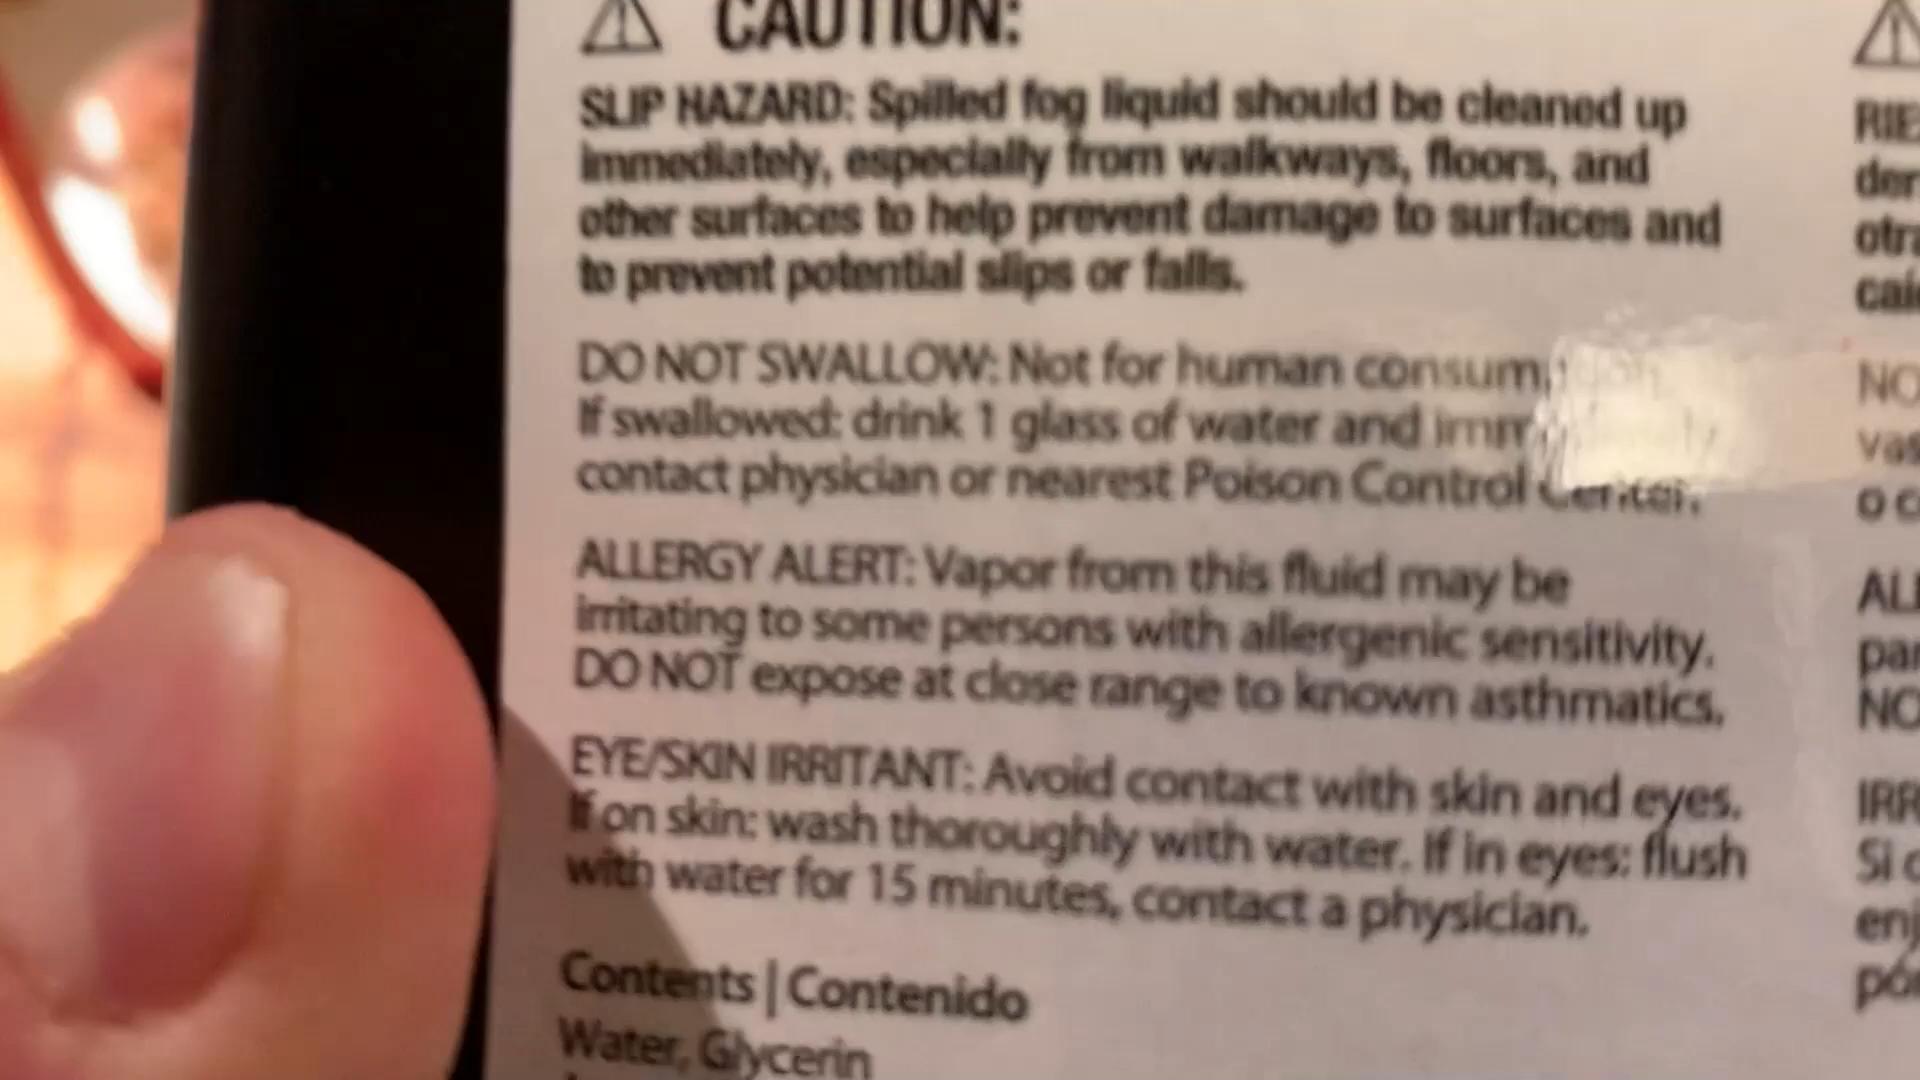 CAUTION:
SLIP HAZARD: Spilled fog liquid should be cleaned up
immediately, especially from walkways, floors, and
other surfaces to help prevent damage to surfaces and
to prevent potential slips or falls.
DO NOT SWALLOW: Not for human
If swallowed: drink 1 glass of water and
contact physician or nearest Poison Control Center.
ALLERGY ALERT: Vapor from this fluid may be
irritating to some persons with allergenic sensitivity.
DO NOT expose at close range to known asthmatics.
EYE/SKIN IRRITANT: Avoid contact with skin and eyes.
If on skin: wash thoroughly with water. If in eyes: flush
with water for 15 minutes, contact a physician.
Contents | Contenido
Water, Glycerin
NO
o
NO
Si